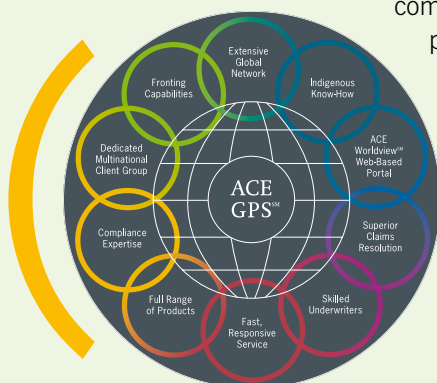 com
p
Extensive
Global
Network
Indigenous
Know-How
ACE
Worldview℠
Web-Based
Portal
Superior
Claims
Resolution
Skilled
Underwriters
Fast,
Responsive
Service
Full Range
of Products
Compliance
Expertise
Dedicated
Multinational
Client Group
Fronting
Capabilities
ACE
GPS℠